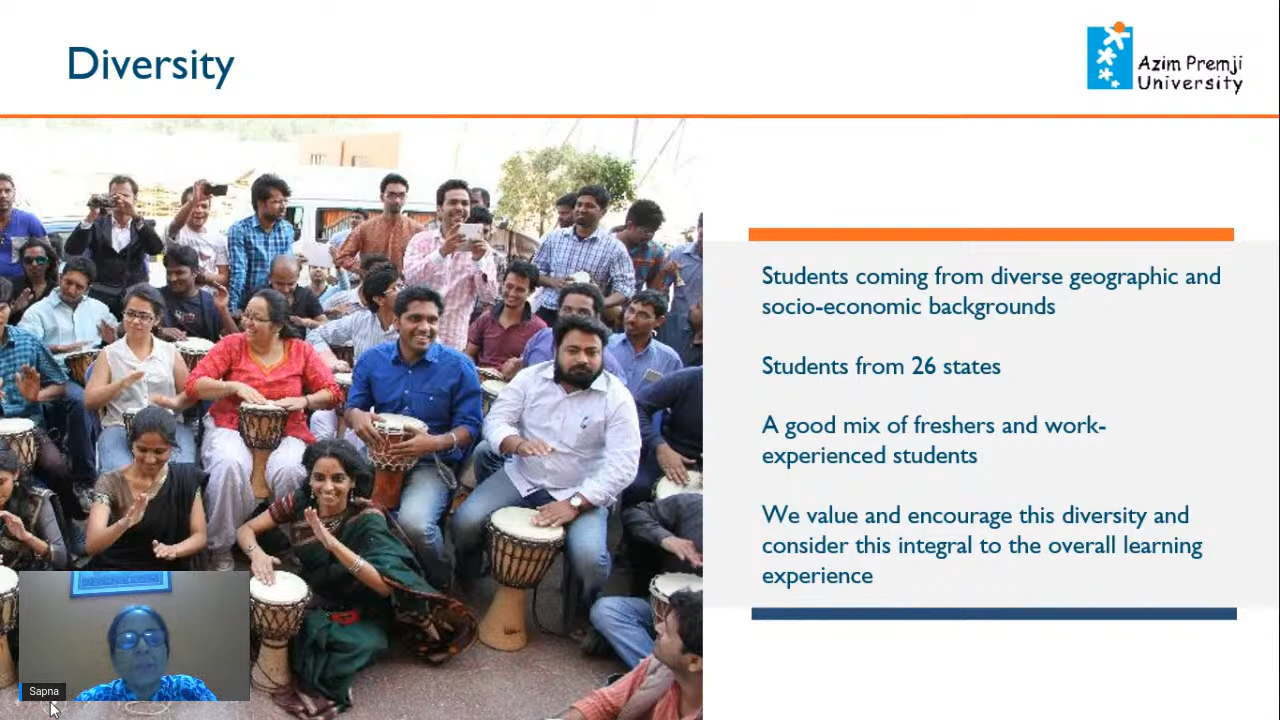 Diversity
Azim Premji
University
Students coming from diverse geographic and
socio-economic backgrounds
Students from 26 states
A good mix of freshers and work-
experienced students
We value and encourage this diversity and
consider this integral to the overall learning
experience
Sapna